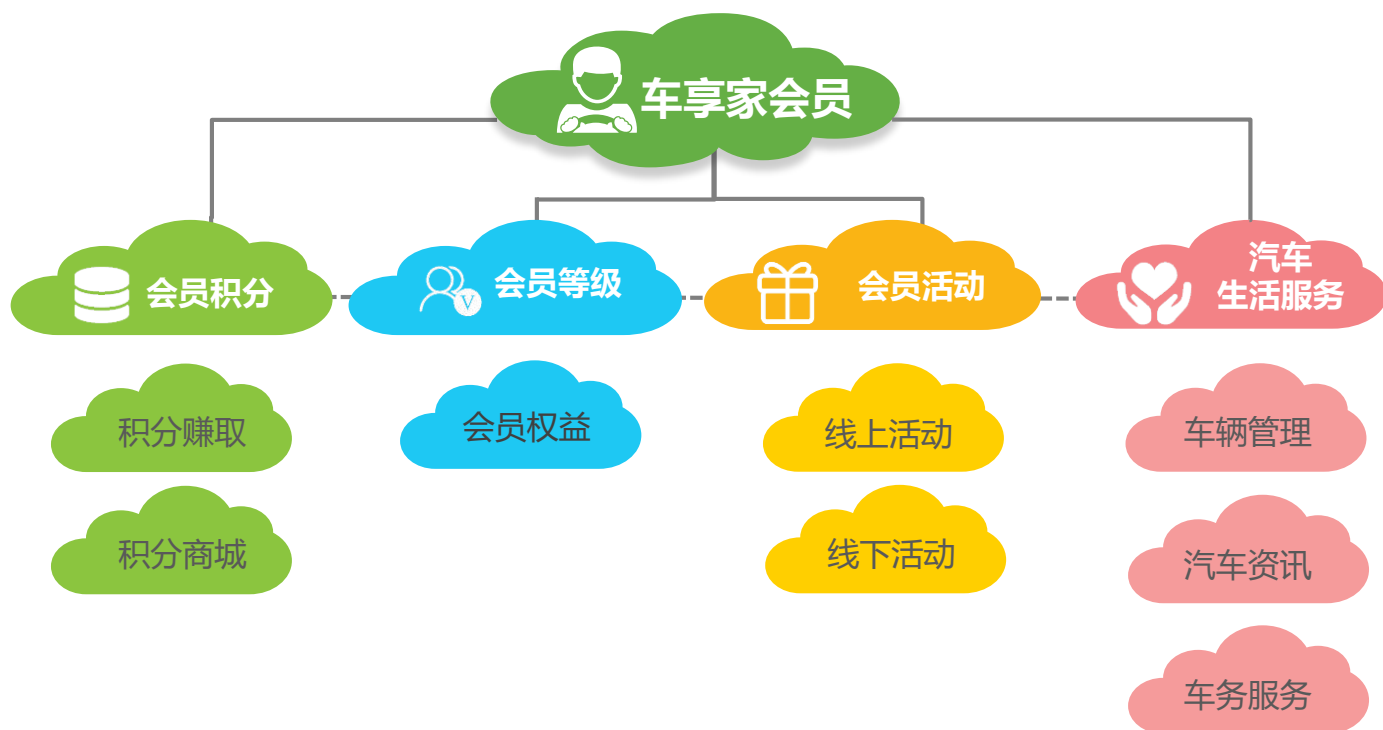 车享家会员
会员积分
会员等级
V
会员活动
汽车
生活服务
积分赚取
会员权益
线上活动
车辆管理
积分商城
线下活动
汽车资讯
车务服务